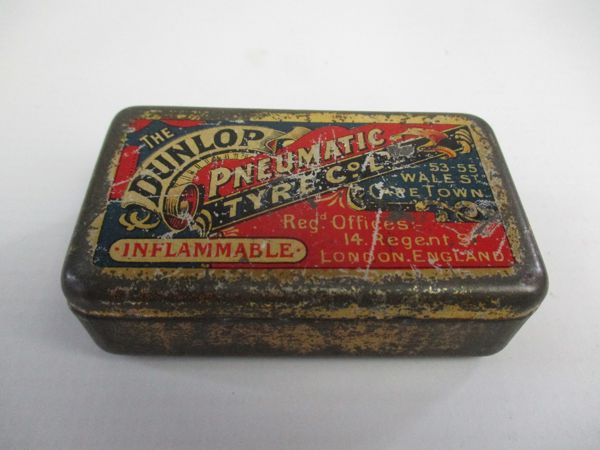 THE
DUNLOP
PNEUMATIC
TYRE Co. Ld.
53-55
WALE ST.
CAPE TOWN.
Regd Offices:-
14. Regent St.
LONDON. ENGLAND
·INFLAMMABLE·